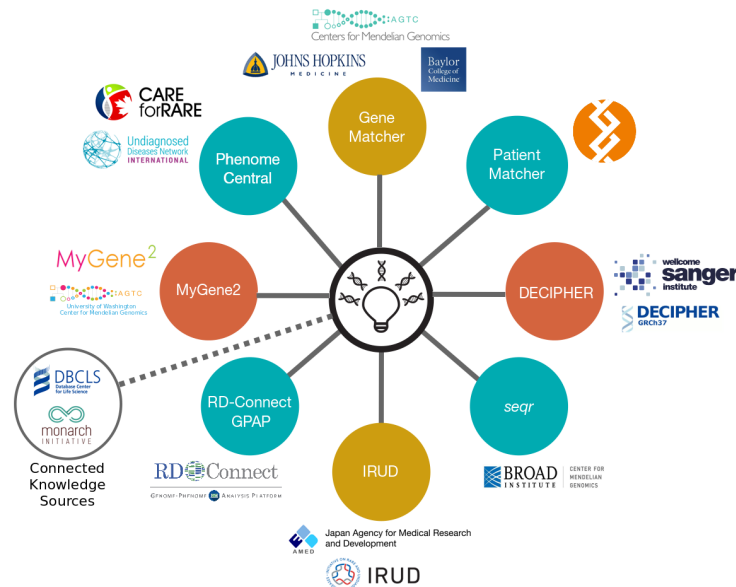 AGTC
Centers for Mendelian Genomics
JOHNS HOPKINS
MEDICINE
Baylor
College of
Medicine
CARE
forRARE
Gene
Matcher
Undiagnosed
Diseases Network
INTERNATIONAL
Phenome
Central
Patient
Matcher
MyGene2
AGTC
University of Washington
Center for Mendelian Genomics
MyGene2
DECIPHER
wellcome
sanger
institute
DECIPHER
GRCh37
DBCLS
Database Center
for Life Science
monarch
INITIATIVE
Connected
Knowledge
Sources
RD-Connect
GPAP
seqr
RD Connect
GENOME-PHENOME ANALYSIS PLATFORM
IRUD
BROAD
INSTITUTE
CENTER FOR
MENDELIAN
GENOMICS
AMED
Japan Agency for Medical Research
and Development
IRUD